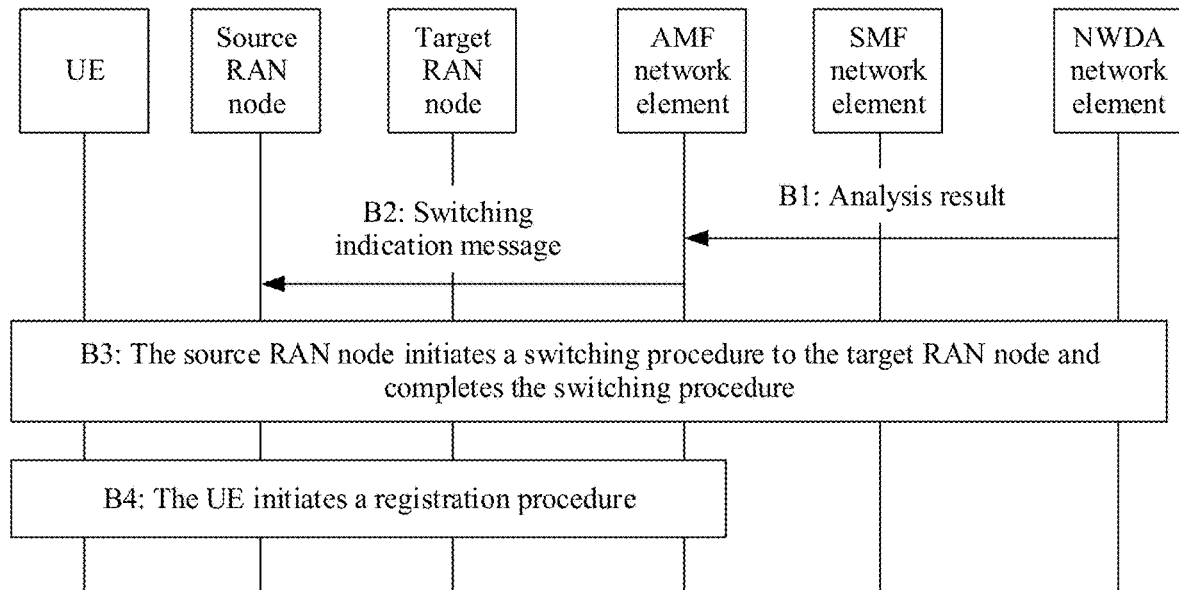 UE
Source
RAN
node
Target
RAN
node
AMF
network
element
SMF
network
element
NWDA
network
element
B1: Analysis result
B2: Switching
indication message
B3: The source RAN node initiates a switching procedure to the target RAN node and
completes the switching procedure
B4: The UE initiates a registration procedure